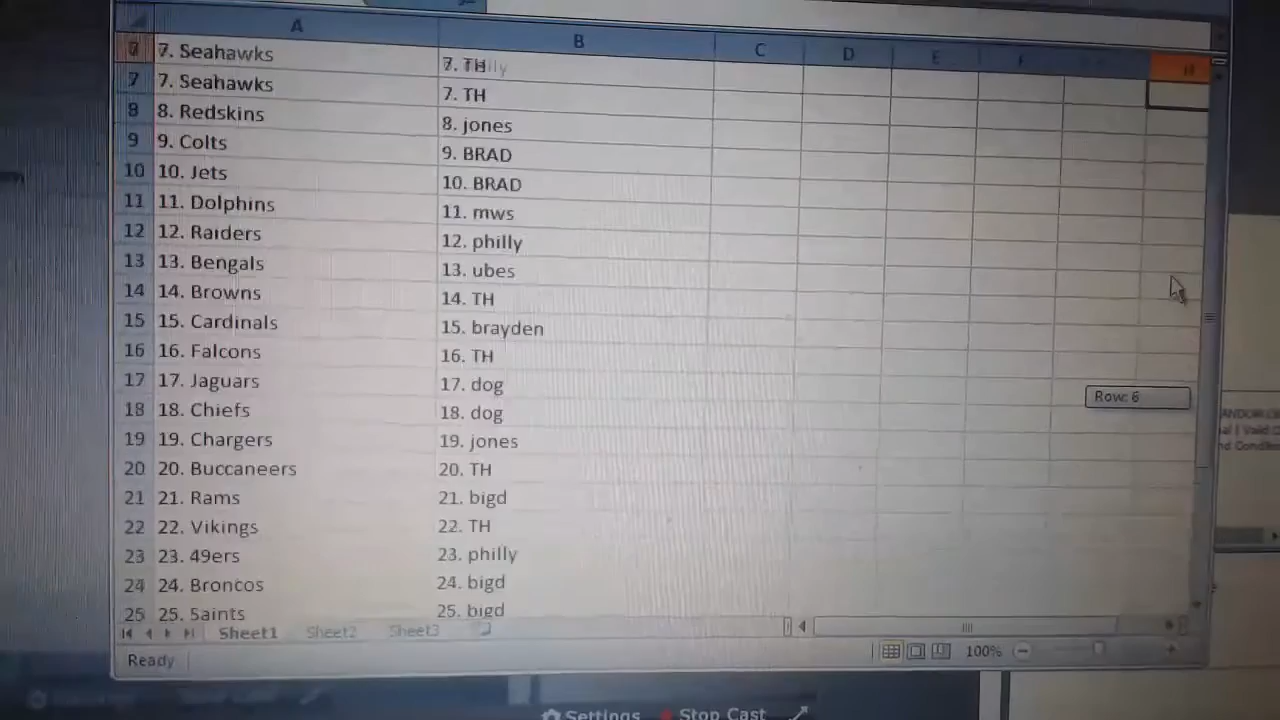 A B C D E F H
7. Seahawks 7. TH
7 7. Seahawks 7. TH
8 8. Redskins 8. jones
9 9. Colts 9. BRAD
10 10. Jets 10. BRAD
11 11. Dolphins 11. mws
12 12. Raiders 12. philly
13 13. Bengals 13. ubes
14 14. Browns 14. TH
15 15. Cardinals 15. brayden
16 16. Falcons 16. TH
17 17. Jaguars 17. dog
18 18. Chiefs 18. dog
19 19. Chargers 19. jones
20 20. Buccaneers 20. TH
21 21. Rams 21. bigd
22 22. Vikings 22. TH
23 23. 49ers 23. philly
24 24. Broncos 24. bigd
25 25. Saints 25. bigd
Row: 6
Sheet1 Sheet2 Sheet3
Ready 100%
Settings Stop Cast